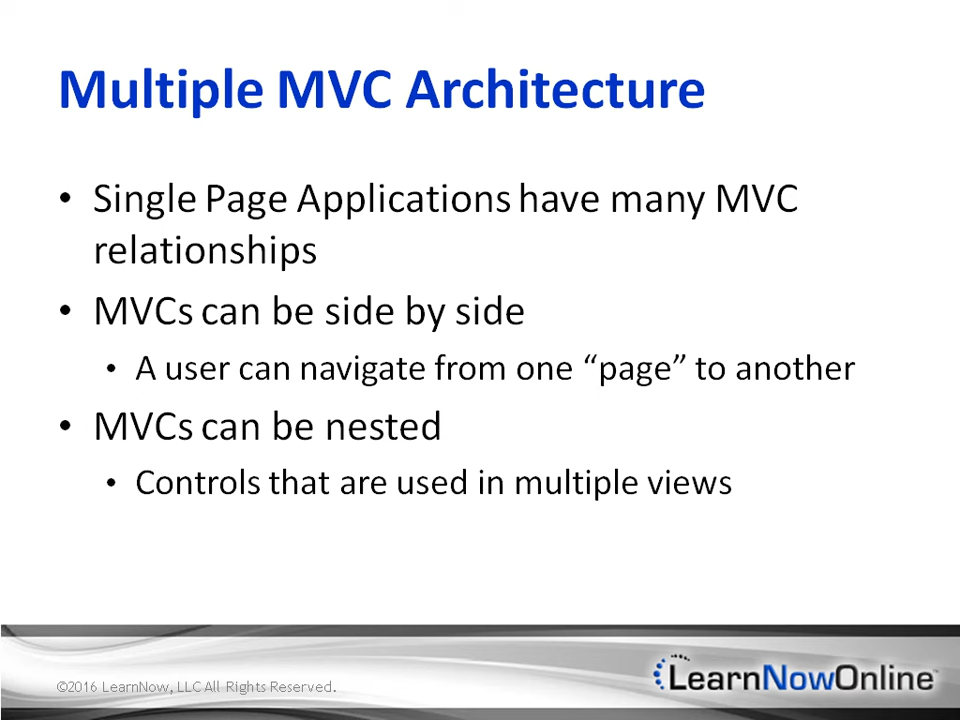 Multiple MVC Architecture
• Single Page Applications have many MVC
relationships
• MVCs can be side by side
• A user can navigate from one “page” to another
• MVCs can be nested
• Controls that are used in multiple views
©2016 LearnNow, LLC All Rights Reserved.
LearnNowOnline™